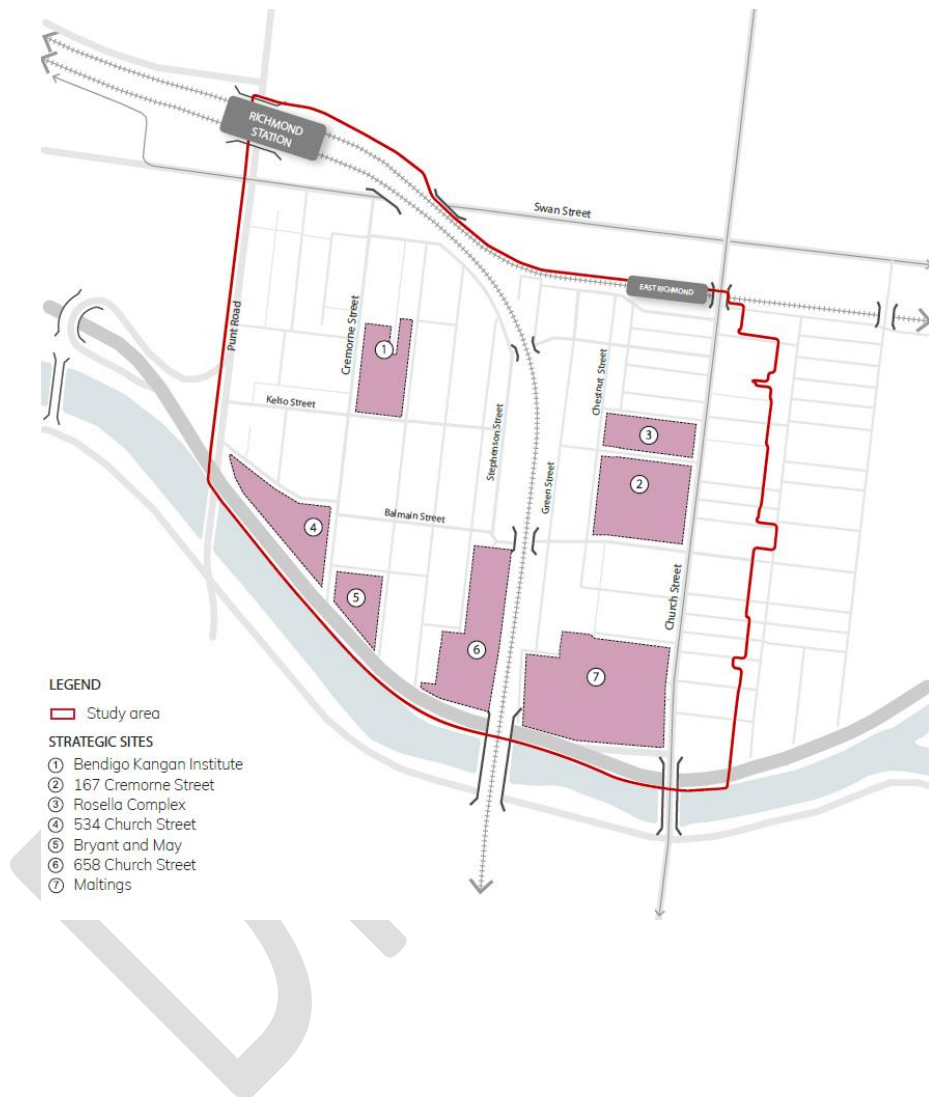 RICHMOND
STATION
Swan Street
EAST RICHMOND
Punt Road
Cremorne Street
1
Chestnut Street
Kelso Street
3
Stephenson Street
2
Green Street
4
Balmain Street
5
Church Street
6
7
LEGEND
Study area
STRATEGIC SITES
1 Bendigo Kangan Institute
2 167 Cremorne Street
3 Rosella Complex
4 534 Church Street
5 Bryant and May
6 658 Church Street
7 Maltings